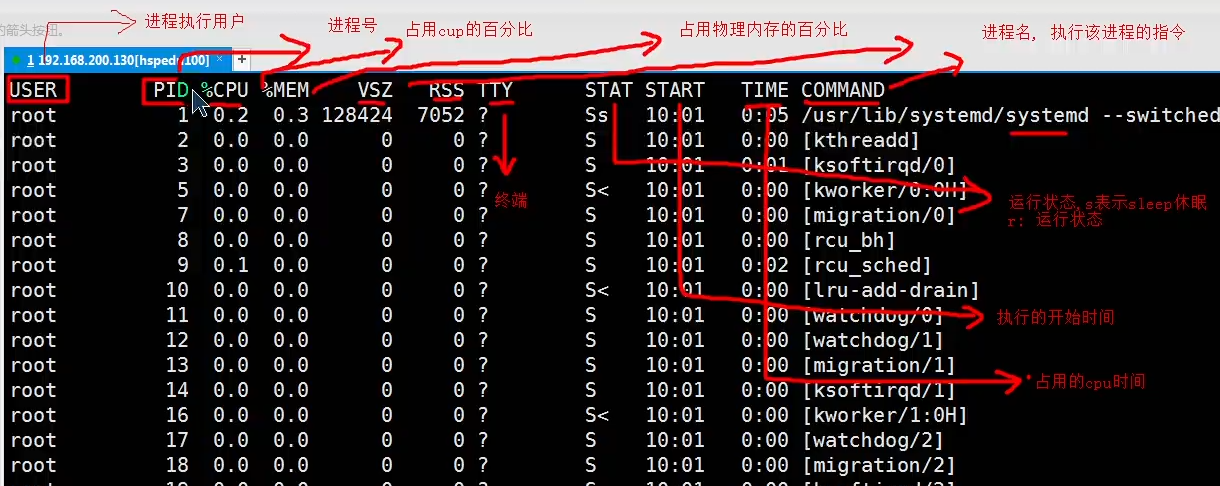 进程执行用户
进程号
占用cup的百分比
占用物理内存的百分比
进程名, 执行该进程的指令
的箭头按钮。
1 192.168.200.130[hsped 100] × +
USER PID %CPU %MEM VSZ RSS TTY STAT START TIME COMMAND
root 1 0.2 0.3 128424 7052 ? Ss 10:01 0:05 /usr/lib/systemd/systemd --switched
root 2 0.0 0.0 0 0 ? S 10:01 0:00 [kthreadd]
root 3 0.0 0.0 0 0 ? S 10:01 0:01 [ksoftirqd/0]
root 5 0.0 0.0 0 0 ? S< 10:01 0:00 [kworker/0:0H]
终端
运行状态,s表示sleep休眠
r: 运行状态
root 7 0.0 0.0 0 0 ? S 10:01 0:00 [migration/0]
root 8 0.0 0.0 0 0 ? S 10:01 0:00 [rcu_bh]
root 9 0.1 0.0 0 0 ? S 10:01 0:02 [rcu_sched]
root 10 0.0 0.0 0 0 ? S< 10:01 0:00 [lru-add-drain]
root 11 0.0 0.0 0 0 ? S 10:01 0:00 [watchdog/0]
执行的开始时间
root 12 0.0 0.0 0 0 ? S 10:01 0:00 [watchdog/1]
root 13 0.0 0.0 0 0 ? S 10:01 0:00 [migration/1]
占用的cpu时间
root 14 0.0 0.0 0 0 ? S 10:01 0:00 [ksoftirqd/1]
root 16 0.0 0.0 0 0 ? S< 10:01 0:00 [kworker/1:0H]
root 17 0.0 0.0 0 0 ? S 10:01 0:00 [watchdog/2]
root 18 0.0 0.0 0 0 ? S 10:01 0:00 [migration/2]